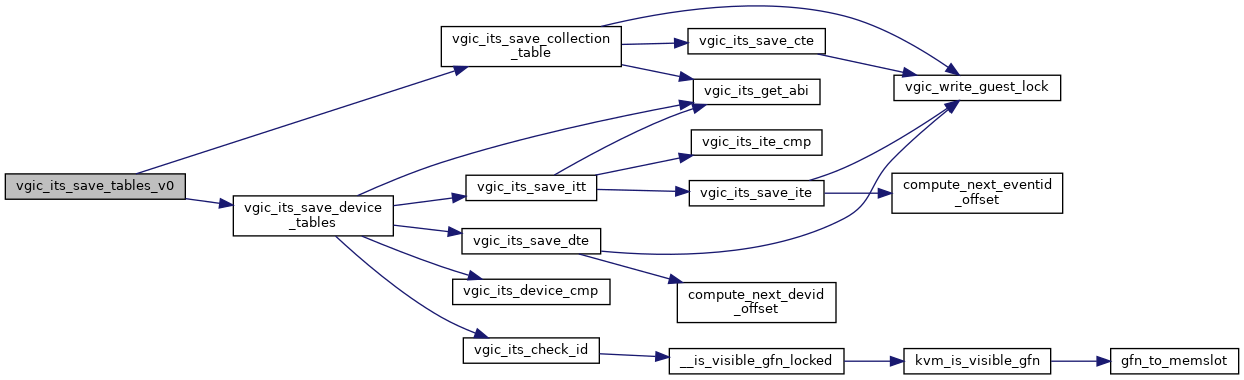 vgic_its_save_tables_v0
vgic_its_save_collection
_table
vgic_its_save_cte
vgic_its_get_abi
vgic_write_guest_lock
vgic_its_ite_cmp
vgic_its_save_device
_tables
vgic_its_save_itt
vgic_its_save_ite
compute_next_eventid
_offset
vgic_its_save_dte
vgic_its_device_cmp
compute_next_devid
_offset
vgic_its_check_id
__is_visible_gfn_locked
kvm_is_visible_gfn
gfn_to_memslot